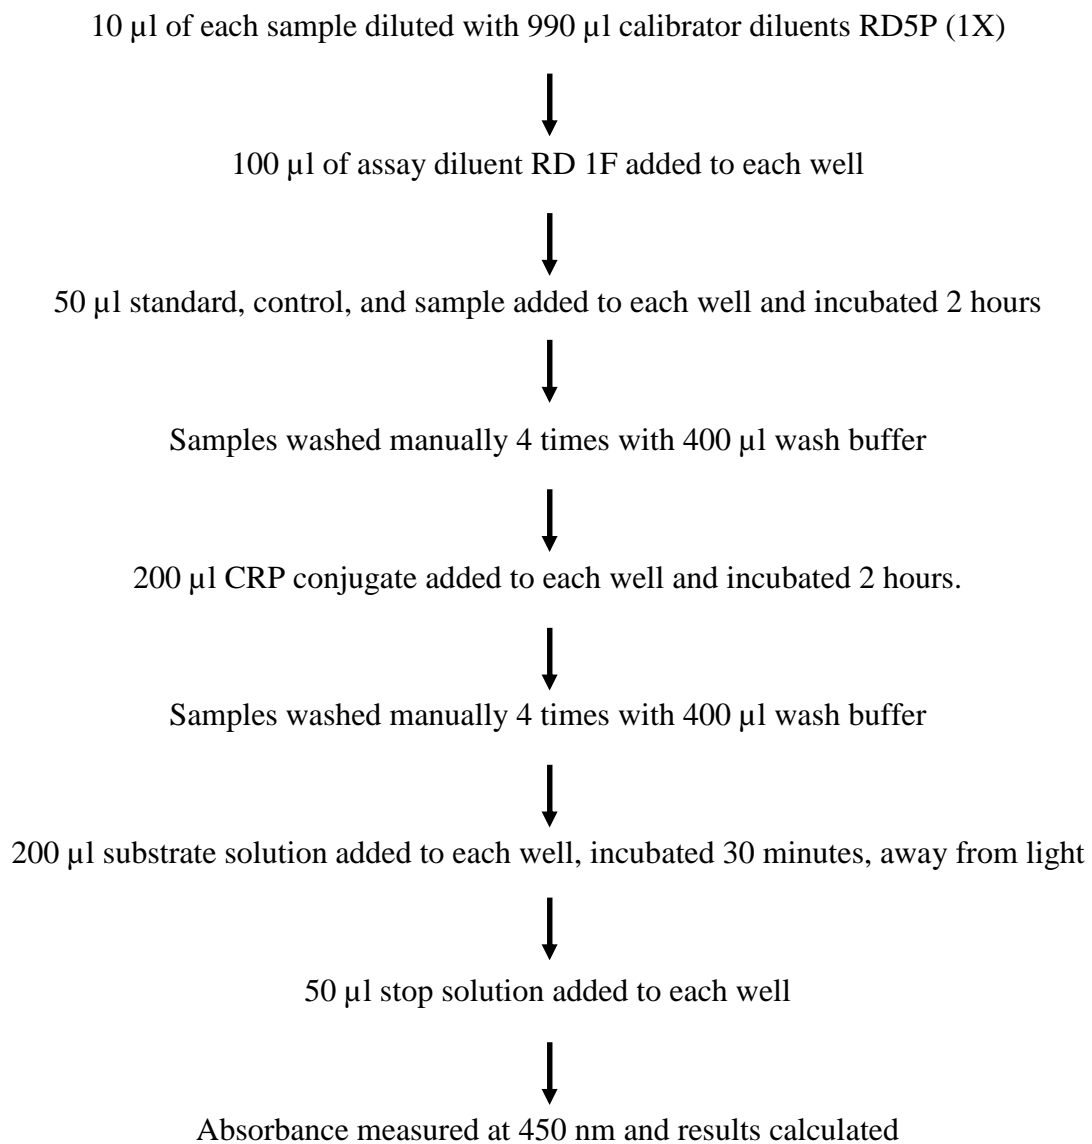 10 µl of each sample diluted with 990 µl calibrator diluents RD5P (1X)
100 µl of assay diluent RD 1F added to each well
50 µl standard, control, and sample added to each well and incubated 2 hours
Samples washed manually 4 times with 400 µl wash buffer
200 µl CRP conjugate added to each well and incubated 2 hours.
Samples washed manually 4 times with 400 µl wash buffer
200 µl substrate solution added to each well, incubated 30 minutes, away from light
50 µl stop solution added to each well
Absorbance measured at 450 nm and results calculated